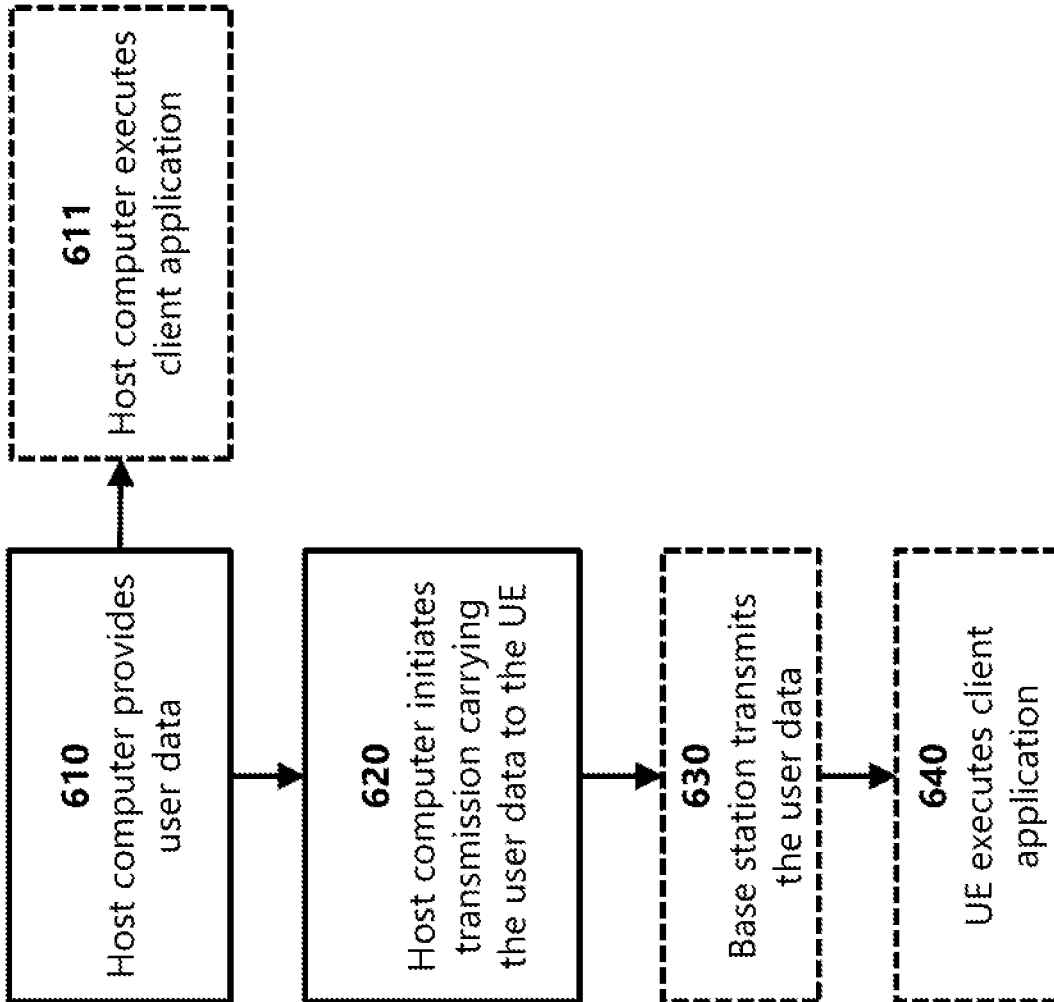 610
Host computer provides
user data
611
Host computer executes
client application
620
Host computer initiates
transmission carrying
the user data to the UE
630
Base station transmits
the user data
640
UE executes client
application